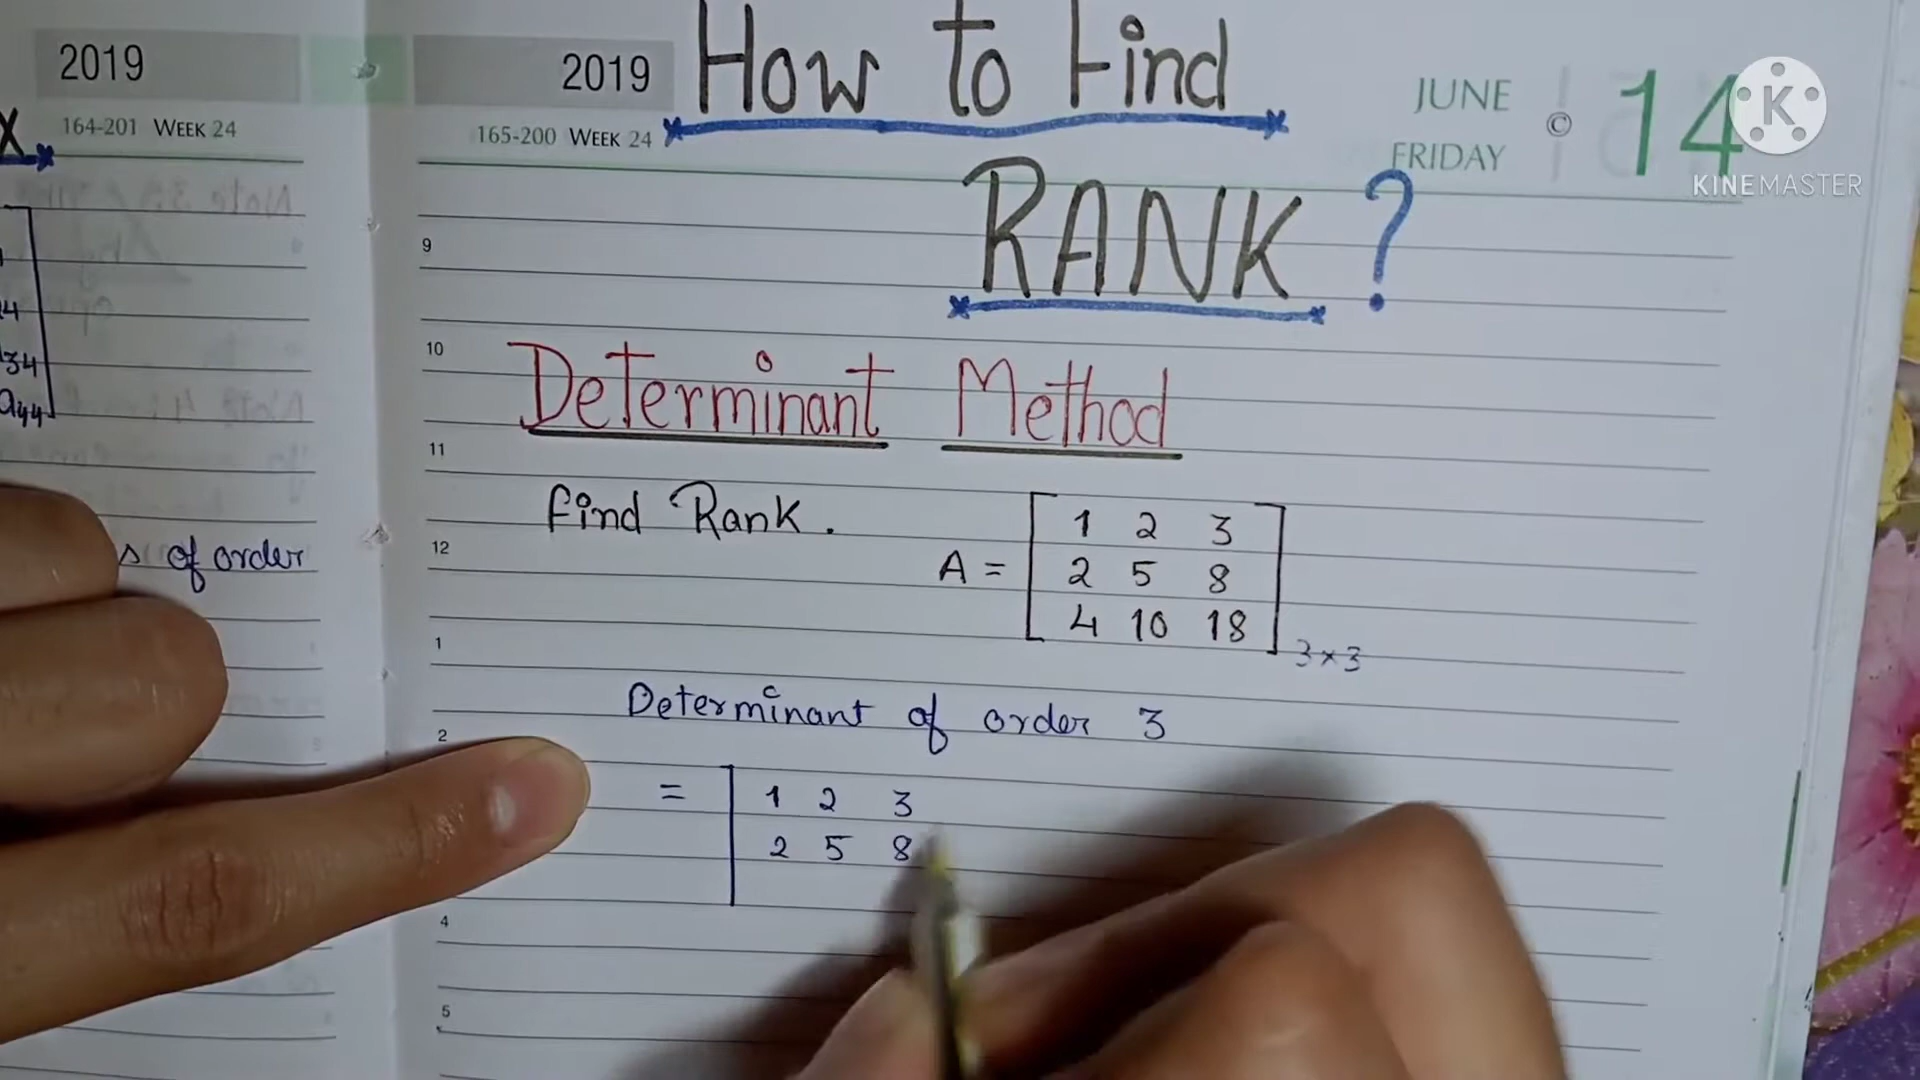 2019
164-201 WEEK 24
X
34
a44
s of order
2019
165-200 WEEK 24
How to Find
RANK ?
JUNE
FRIDAY
©
14
K
KINEMASTER
9
10
Determinant Method
11
Find Rank.
12
A = [ 1 2 3
2 5 8
4 10 18 ] 3×3
1
Determinant of order 3
2
= | 1 2 3
2 5 8
4
5